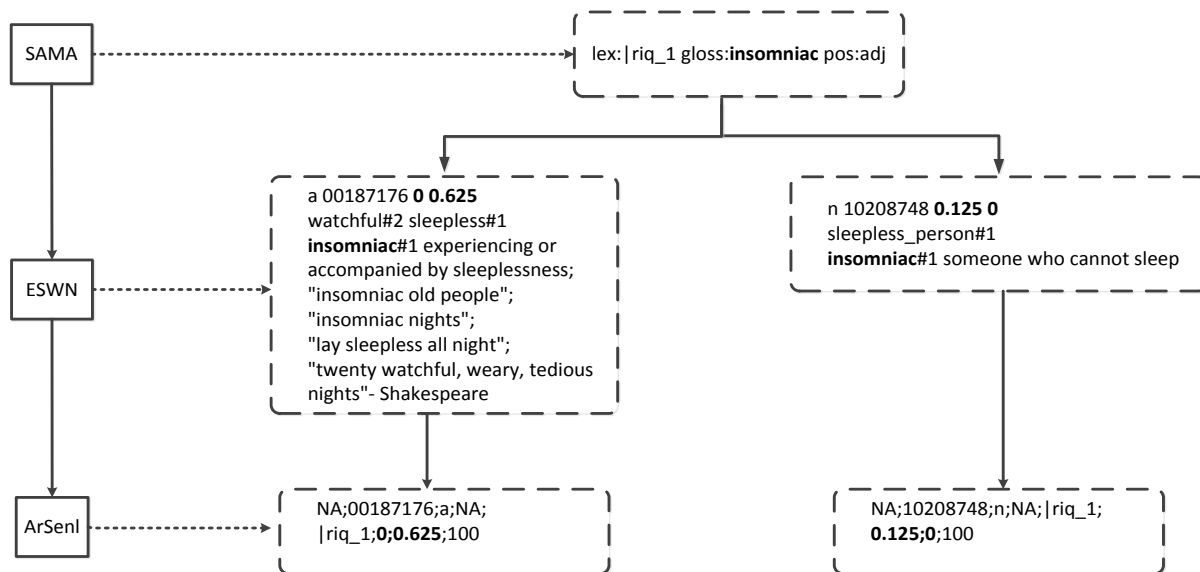 SAMA
lex:|riq_1 gloss:insomniac pos:adj
a 00187176 0 0.625
watchful#2 sleepless#1
insomniac#1 experiencing or
accompanied by sleeplessness;
"insomniac old people";
"insomniac nights";
"lay sleepless all night";
"twenty watchful, weary, tedious
nights"- Shakespeare
n 10208748 0.125 0
sleepless_person#1
insomniac#1 someone who cannot sleep
ESWN
ArSenl
NA;00187176;a;NA;
|riq_1;0;0.625;100
NA;10208748;n;NA;|riq_1;
0.125;0;100